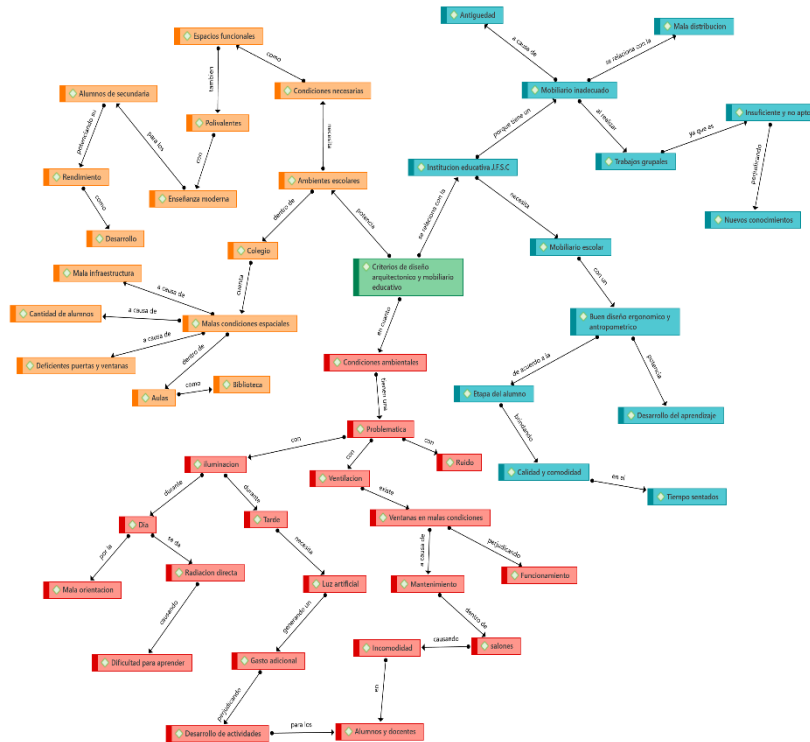 Antiguedad
Espacios funcionales
Mala distribucion
a causa de
se relaciona con la
como
tambien
Mobiliario inadecuado
Alumnos de secundaria
Condiciones necesarias
al realizar
Insuficiente y no apto
potenciando su
para los
Polivalentes
porque tiene un
ya que es
necesita
con
Trabajos grupales
perjudicando
Institucion educativa J.F.S.C
Rendimiento
Ambientes escolares
Enseñanza moderna
como
dentro de
potencia
se relaciona con la
necesita
Nuevos conocimientos
Desarrollo
Colegio
Mobiliario escolar
Criterios de diseño
arquitectonico y mobiliario
educativo
Mala infraestructura
cuenta
con un
a causa de
Cantidad de alumnos
a causa de
Malas condiciones espaciales
Buen diseño ergonomico y
antropometrico
en cuanto
a causa de
dentro de
Deficientes puertas y ventanas
Condiciones ambientales
de acuerdo a la
potencia
Aulas
como
Biblioteca
tienen una
Etapa del alumno
Desarrollo del aprendizaje
Problematica
brindando
con
con
con
iluminacion
Ruido
Ventilacion
Calidad y comodidad
en si
Tiempo sentados
durante
durante
existe
Dia
Tarde
Ventanas en malas condiciones
por la
se da
necesita
a causa de
perjudicando
Radiacion directa
Funcionamiento
Mala orientacion
Luz artificial
Mantenimiento
causando
generando un
dentro de
Dificultad para aprender
Gasto adicional
Incomodidad
causando
salones
perjudicando
Desarrollo de actividades
para los
Alumnos y docentes